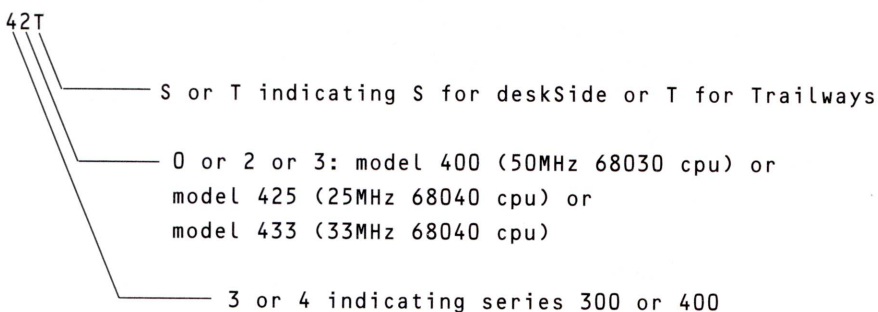 42T
S or T indicating S for deskSide or T for Trailways
0 or 2 or 3: model 400 (50MHz 68030 cpu) or
model 425 (25MHz 68040 cpu) or
model 433 (33MHz 68040 cpu)
3 or 4 indicating series 300 or 400